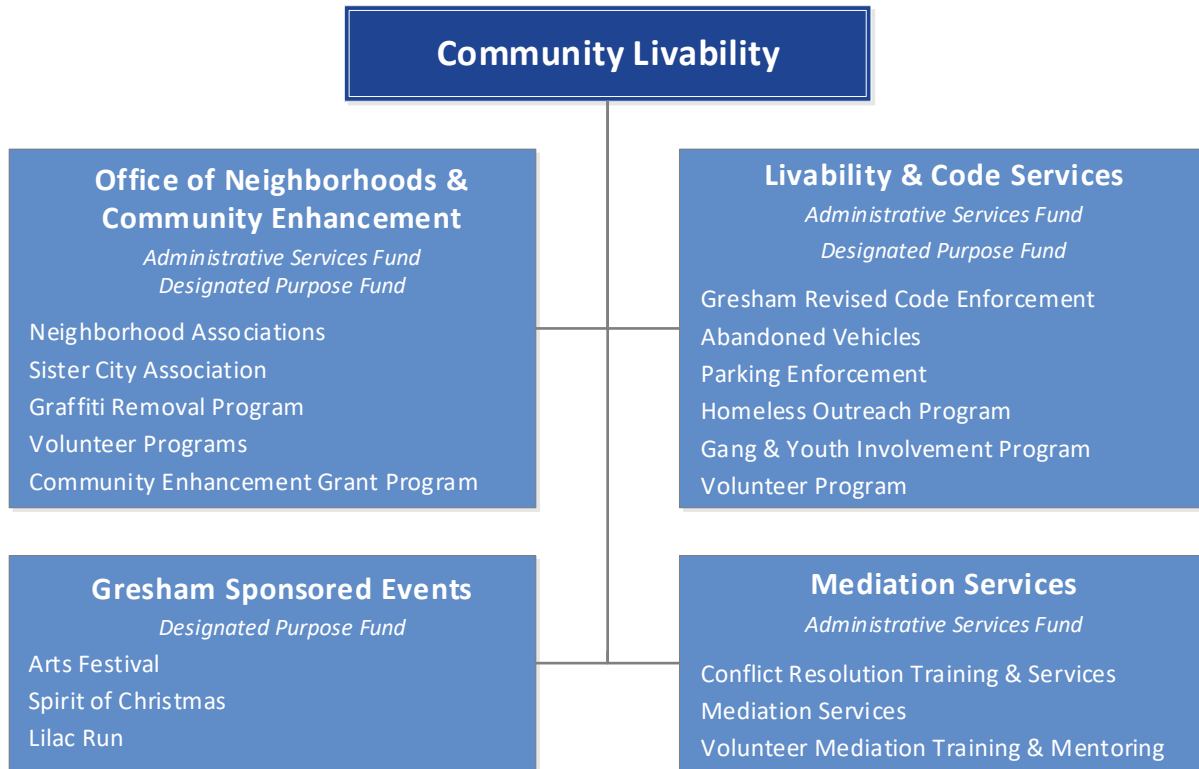 Community Livability
Office of Neighborhoods &
Community Enhancement
Administrative Services Fund
Designated Purpose Fund
Neighborhood Associations
Sister City Association
Graffiti Removal Program
Volunteer Programs
Community Enhancement Grant Program
Livability & Code Services
Administrative Services Fund
Designated Purpose Fund
Gresham Revised Code Enforcement
Abandoned Vehicles
Parking Enforcement
Homeless Outreach Program
Gang & Youth Involvement Program
Volunteer Program
Gresham Sponsored Events
Designated Purpose Fund
Arts Festival
Spirit of Christmas
Lilac Run
Mediation Services
Administrative Services Fund
Conflict Resolution Training & Services
Mediation Services
Volunteer Mediation Training & Mentoring